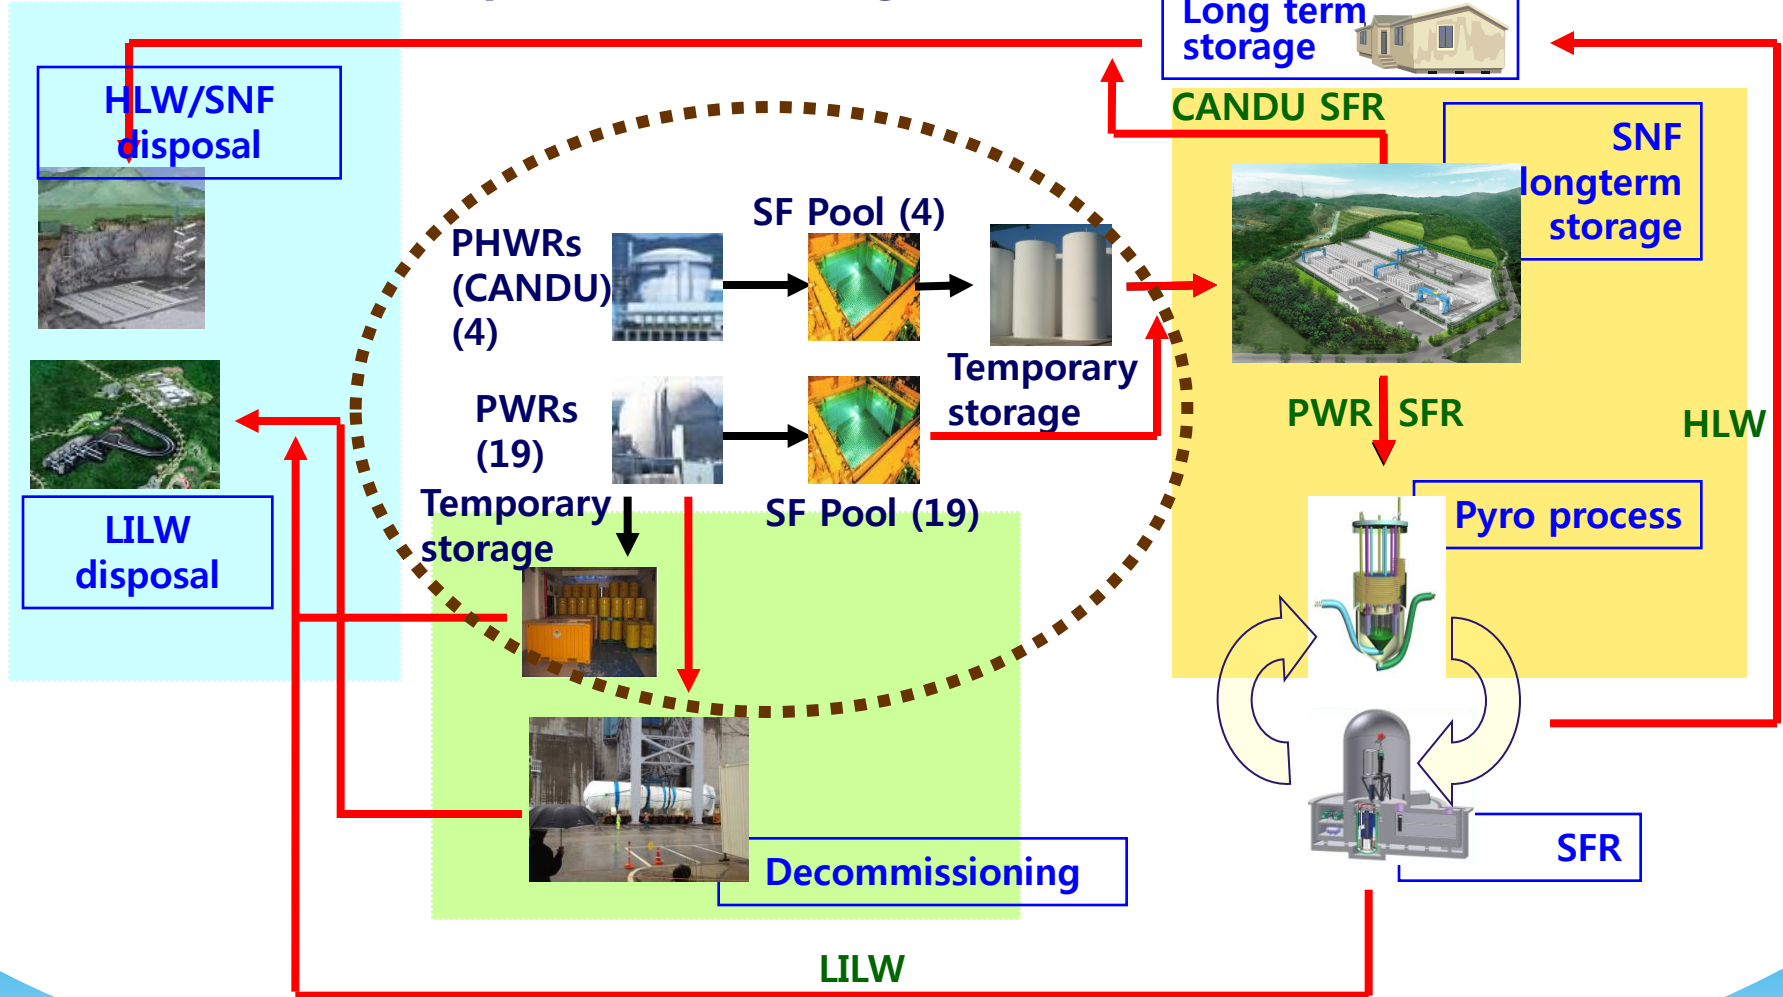 Long term
storage
HLW/SNF
disposal
CANDU SFR
SNF
longterm
storage
SF Pool (4)
PHWRs
(CANDU)
(4)
Temporary
storage
PWRs
(19)
PWR SFR
HLW
Temporary
storage
SF Pool (19)
Pyro process
LILW
disposal
SFR
Decommissioning
LILW